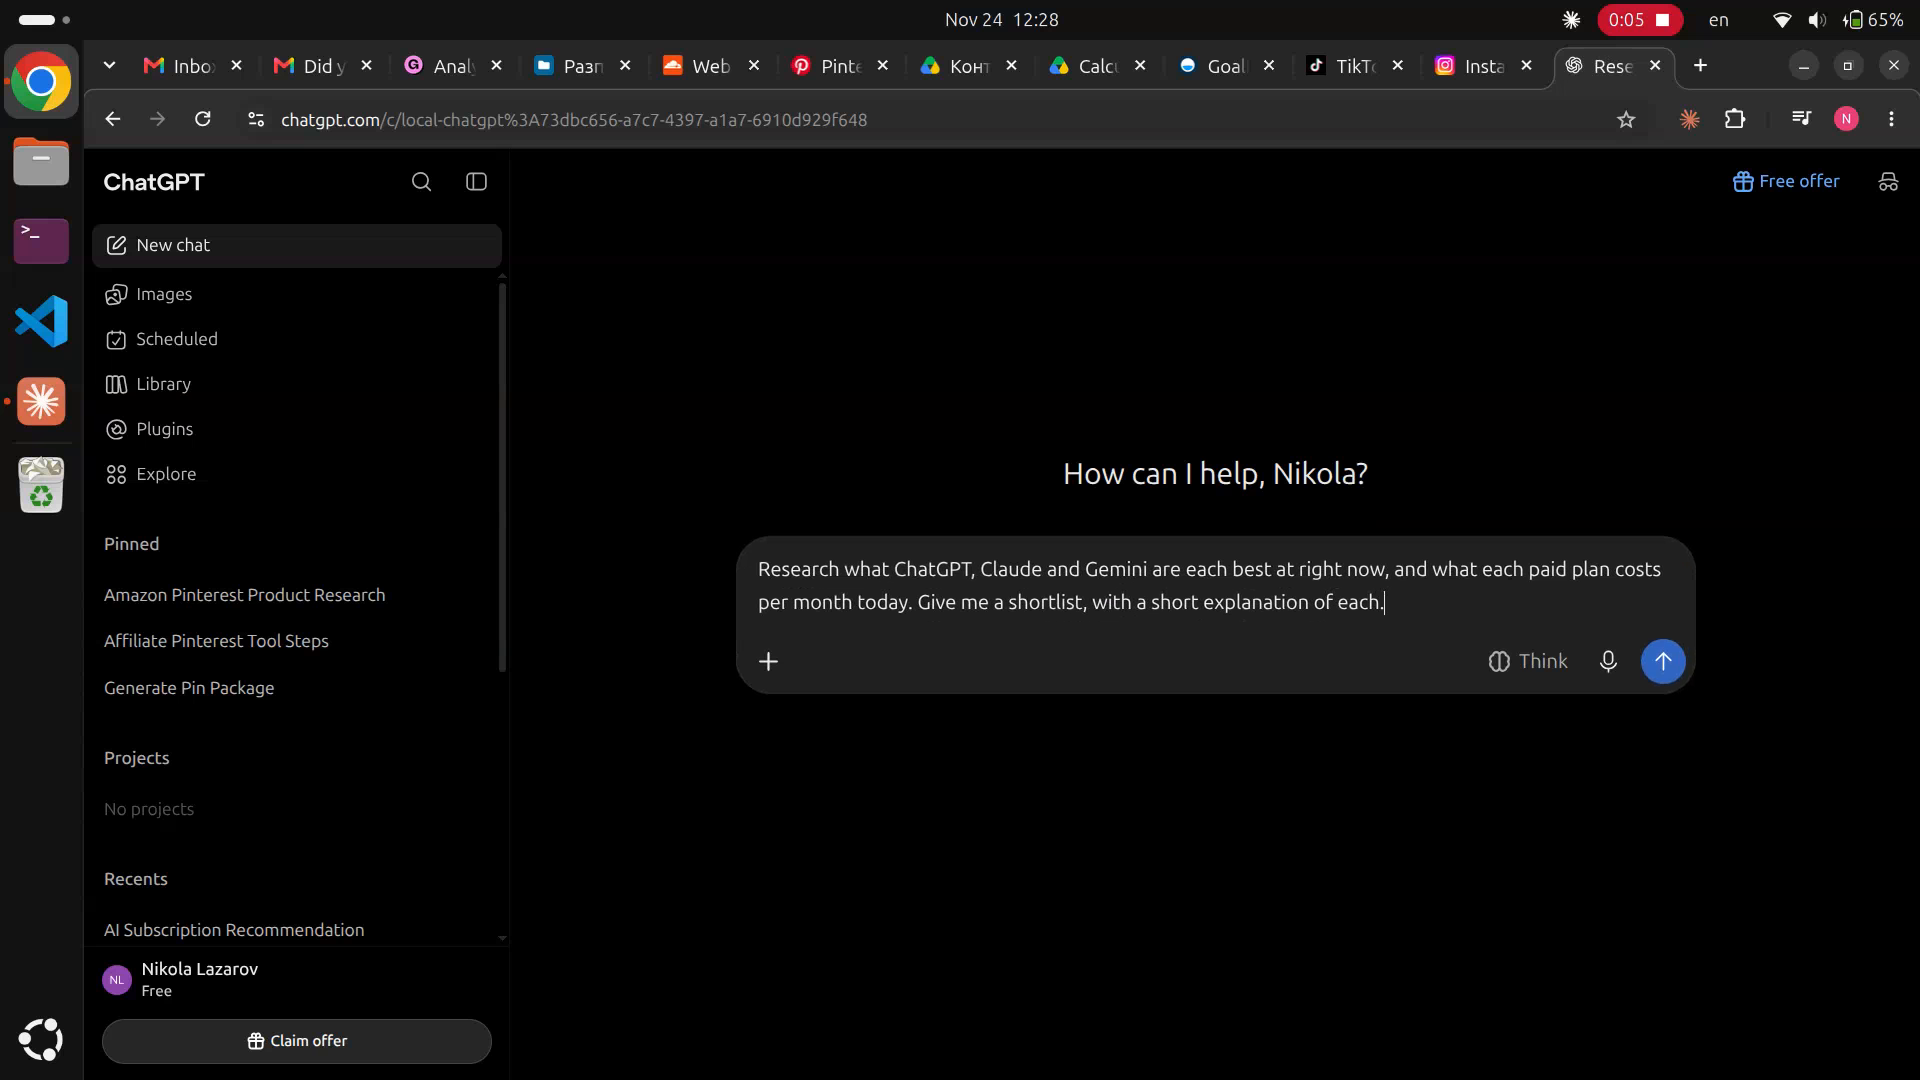 Nov 24 12:28
0:05
en
65%
Inbo
Did y
Anal
Разп
Web
Pinte
Конт
Calcu
Goal
TikTo
Insta
Rese
chatgpt.com/c/local-chatgpt%3A73dbc656-a7c7-4397-a1a7-6910d929f648
N
ChatGPT
Free offer
New chat
Images
Scheduled
Library
Plugins
Explore
Pinned
Amazon Pinterest Product Research
Affiliate Pinterest Tool Steps
Generate Pin Package
Projects
No projects
Recents
AI Subscription Recommendation
NL
Nikola Lazarov
Free
Claim offer
How can I help, Nikola?
Research what ChatGPT, Claude and Gemini are each best at right now, and what each paid plan costs
per month today. Give me a shortlist, with a short explanation of each.
Think